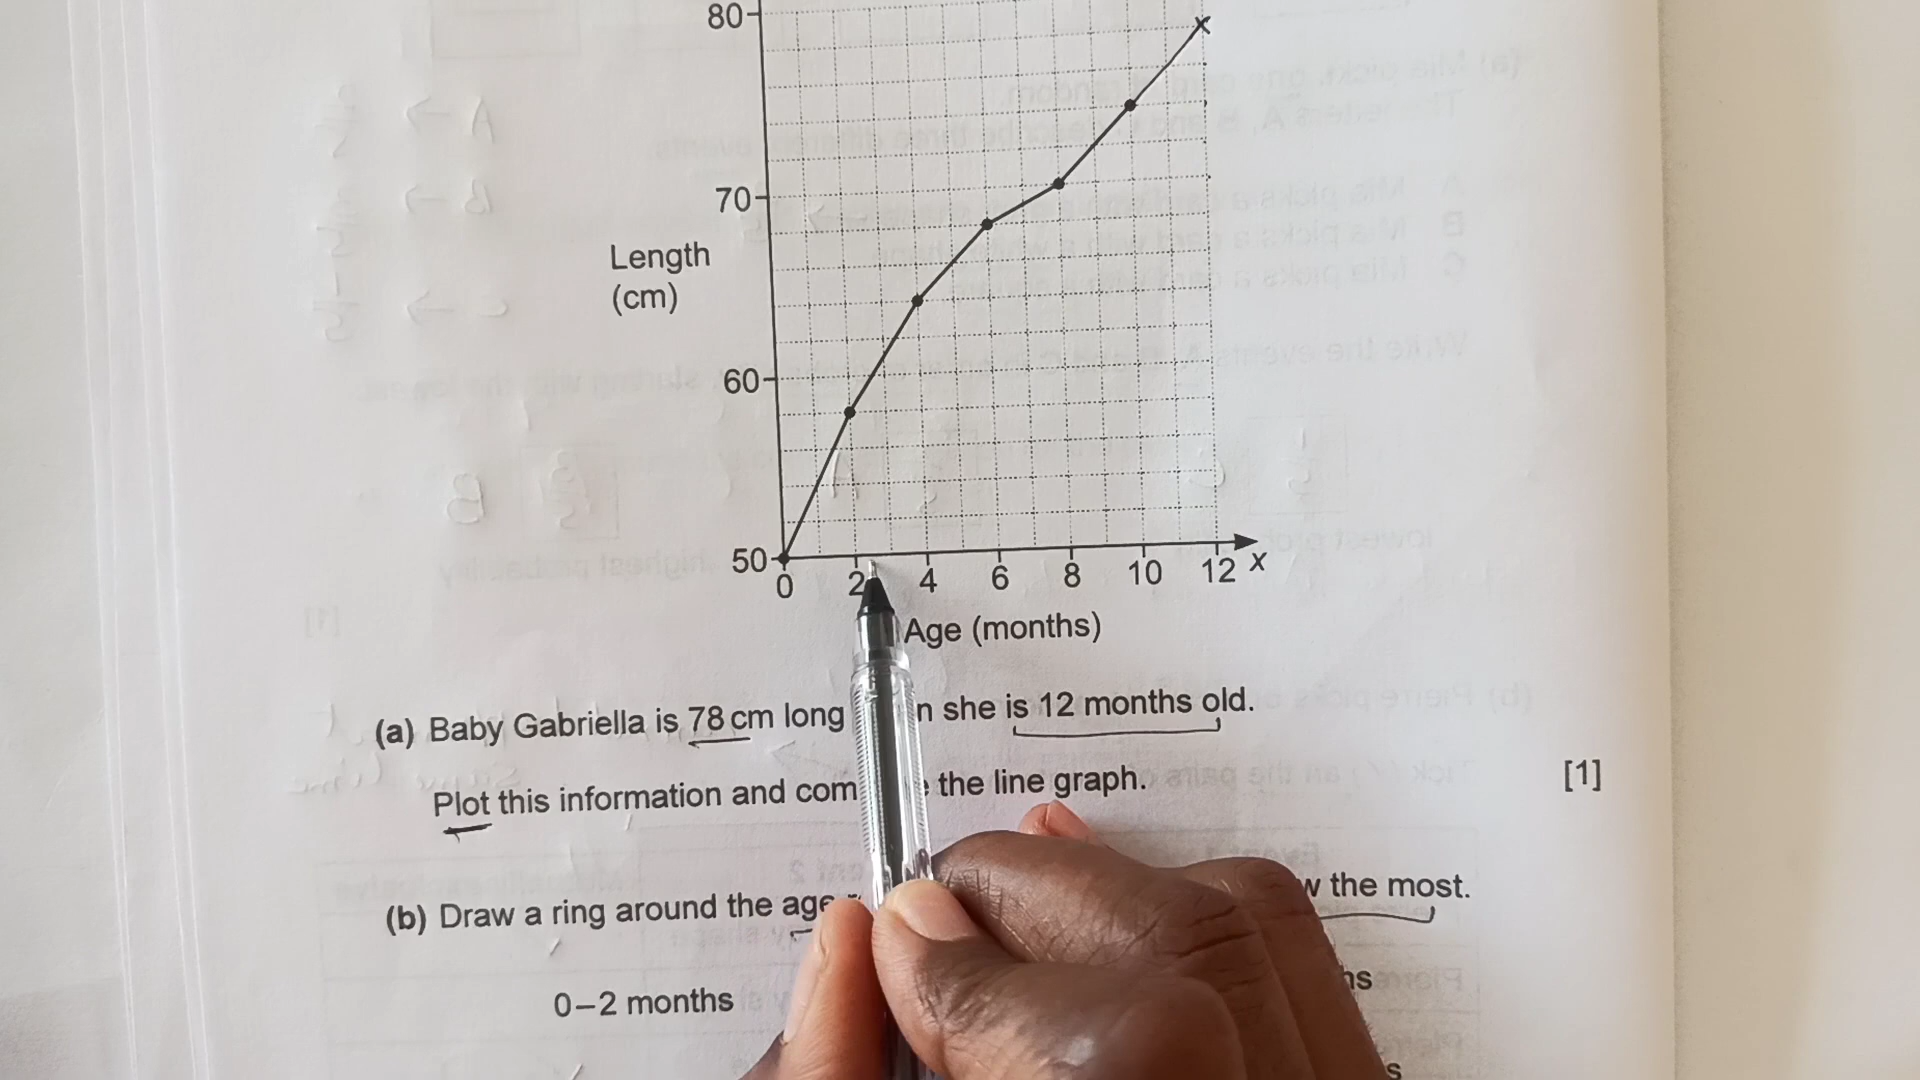 80
70
Length
(cm)
60
50
0 2 4 6 8 10 12 x
Age (months)
(a) Baby Gabriella is 78 cm long n she is 12 months old.
Plot this information and com the line graph. [1]
(b) Draw a ring around the age w the most.
0–2 months hs
s